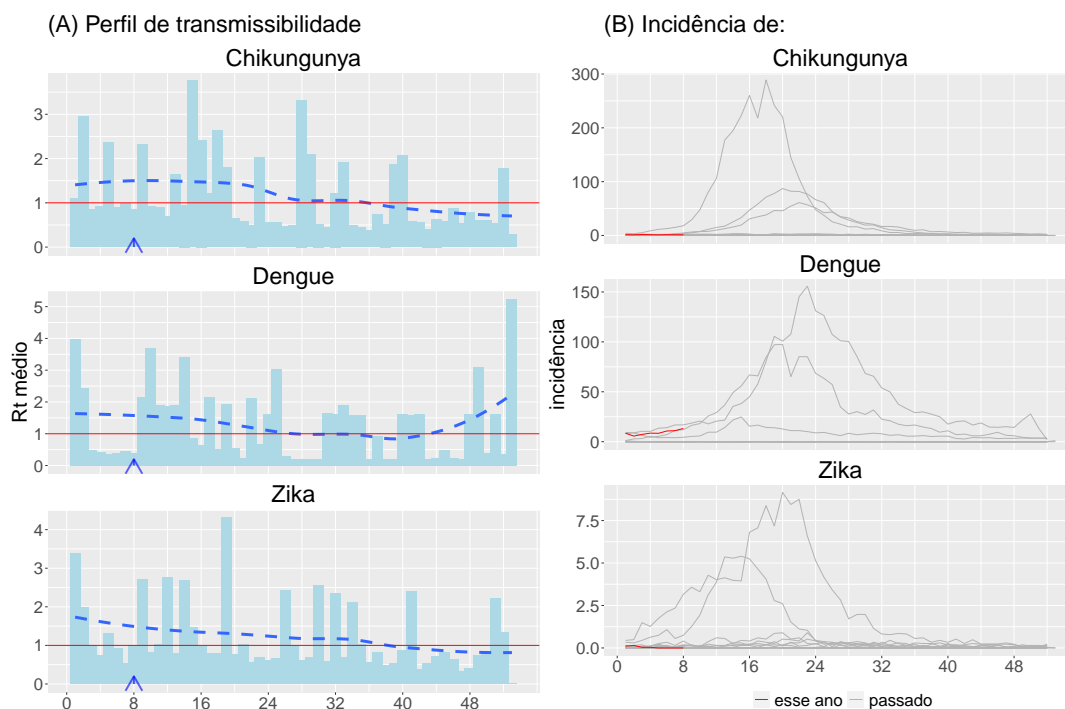 (A) Perfil de transmissibilidade
Chikungunya
3
2
1
0
Dengue
5
4
3
2
1
0
Zika
4
3
2
1
0
0 8 16 24 32 40 48
Rt médio
(B) Incidência de:
Chikungunya
300
200
100
0
Dengue
150
100
50
0
Zika
7.5
5.0
2.5
0.0
0 8 16 24 32 40 48
incidência
esse ano passado